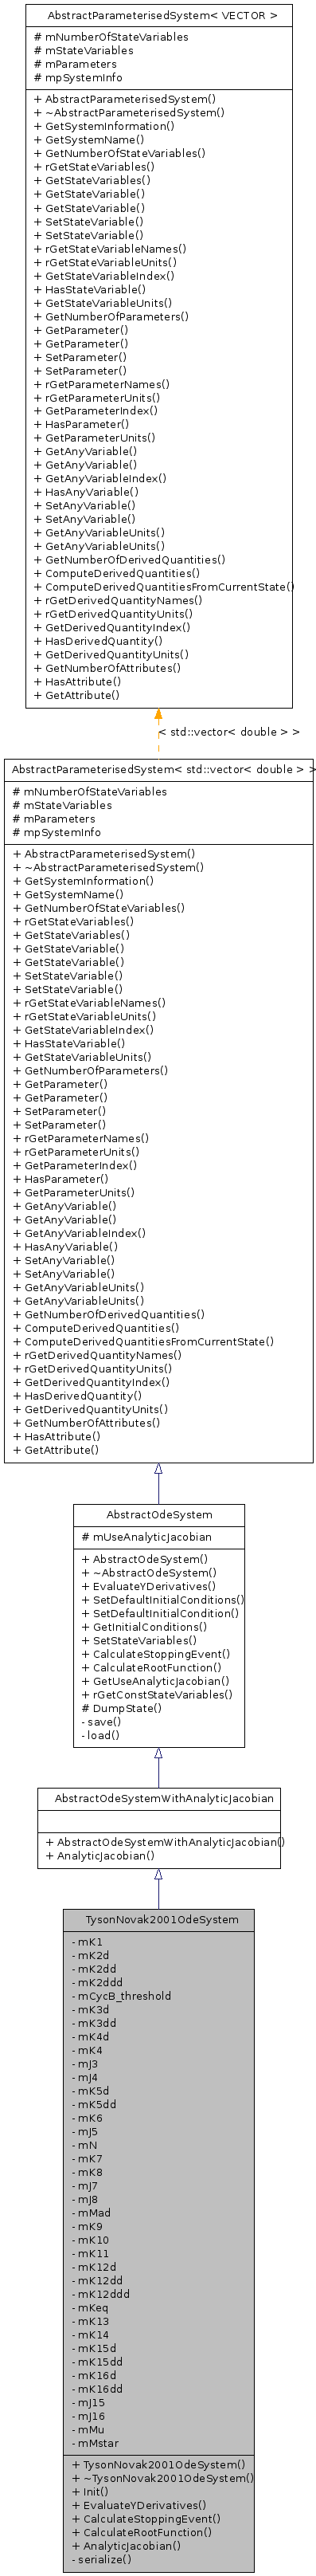 AbstractParameterisedSystem< VECTOR >
# mNumberOfStateVariables
# mStateVariables
# mParameters
# mpSystemInfo
+ AbstractParameterisedSystem()
+ ~AbstractParameterisedSystem()
+ GetSystemInformation()
+ GetSystemName()
+ GetNumberOfStateVariables()
+ rGetStateVariables()
+ GetStateVariables()
+ GetStateVariable()
+ GetStateVariable()
+ SetStateVariable()
+ SetStateVariable()
+ rGetStateVariableNames()
+ rGetStateVariableUnits()
+ GetStateVariableIndex()
+ HasStateVariable()
+ GetStateVariableUnits()
+ GetNumberOfParameters()
+ GetParameter()
+ GetParameter()
+ SetParameter()
+ SetParameter()
+ rGetParameterNames()
+ rGetParameterUnits()
+ GetParameterIndex()
+ HasParameter()
+ GetParameterUnits()
+ GetAnyVariable()
+ GetAnyVariable()
+ GetAnyVariableIndex()
+ HasAnyVariable()
+ SetAnyVariable()
+ SetAnyVariable()
+ GetAnyVariableUnits()
+ GetAnyVariableUnits()
+ GetNumberOfDerivedQuantities()
+ ComputeDerivedQuantities()
+ ComputeDerivedQuantitiesFromCurrentState()
+ rGetDerivedQuantityNames()
+ rGetDerivedQuantityUnits()
+ GetDerivedQuantityIndex()
+ HasDerivedQuantity()
+ GetDerivedQuantityUnits()
+ GetNumberOfAttributes()
+ HasAttribute()
+ GetAttribute()
< std::vector< double > >
AbstractParameterisedSystem< std::vector< double > >
# mNumberOfStateVariables
# mStateVariables
# mParameters
# mpSystemInfo
+ AbstractParameterisedSystem()
+ ~AbstractParameterisedSystem()
+ GetSystemInformation()
+ GetSystemName()
+ GetNumberOfStateVariables()
+ rGetStateVariables()
+ GetStateVariables()
+ GetStateVariable()
+ GetStateVariable()
+ SetStateVariable()
+ SetStateVariable()
+ rGetStateVariableNames()
+ rGetStateVariableUnits()
+ GetStateVariableIndex()
+ HasStateVariable()
+ GetStateVariableUnits()
+ GetNumberOfParameters()
+ GetParameter()
+ GetParameter()
+ SetParameter()
+ SetParameter()
+ rGetParameterNames()
+ rGetParameterUnits()
+ GetParameterIndex()
+ HasParameter()
+ GetParameterUnits()
+ GetAnyVariable()
+ GetAnyVariable()
+ GetAnyVariableIndex()
+ HasAnyVariable()
+ SetAnyVariable()
+ SetAnyVariable()
+ GetAnyVariableUnits()
+ GetAnyVariableUnits()
+ GetNumberOfDerivedQuantities()
+ ComputeDerivedQuantities()
+ ComputeDerivedQuantitiesFromCurrentState()
+ rGetDerivedQuantityNames()
+ rGetDerivedQuantityUnits()
+ GetDerivedQuantityIndex()
+ HasDerivedQuantity()
+ GetDerivedQuantityUnits()
+ GetNumberOfAttributes()
+ HasAttribute()
+ GetAttribute()
AbstractOdeSystem
# mUseAnalyticJacobian
+ AbstractOdeSystem()
+ ~AbstractOdeSystem()
+ EvaluateYDerivatives()
+ SetDefaultInitialConditions()
+ SetDefaultInitialCondition()
+ GetInitialConditions()
+ SetStateVariables()
+ CalculateStoppingEvent()
+ CalculateRootFunction()
+ GetUseAnalyticJacobian()
+ rGetConstStateVariables()
# DumpState()
- save()
- load()
AbstractOdeSystemWithAnalyticJacobian
+ AbstractOdeSystemWithAnalyticJacobian()
+ AnalyticJacobian()
TysonNovak2001OdeSystem
- mK1
- mK2d
- mK2dd
- mK2ddd
- mCycB_threshold
- mK3d
- mK3dd
- mK4d
- mK4
- mJ3
- mJ4
- mK5d
- mK5dd
- mK6
- mJ5
- mN
- mK7
- mK8
- mJ7
- mJ8
- mMad
- mK9
- mK10
- mK11
- mK12d
- mK12dd
- mK12ddd
- mKeq
- mK13
- mK14
- mK15d
- mK15dd
- mK16d
- mK16dd
- mJ15
- mJ16
- mMu
- mMstar
+ TysonNovak2001OdeSystem()
+ ~TysonNovak2001OdeSystem()
+ Init()
+ EvaluateYDerivatives()
+ CalculateStoppingEvent()
+ CalculateRootFunction()
+ AnalyticJacobian()
- serialize()